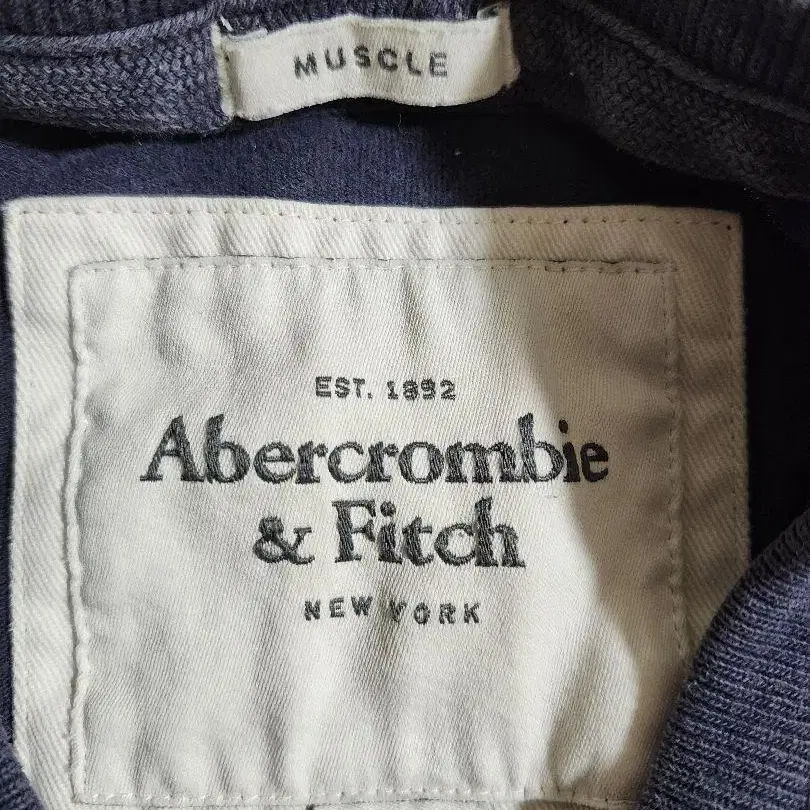 MUSCLE
EST. 1892
Abercrombie
& Fitch
NEW YORK